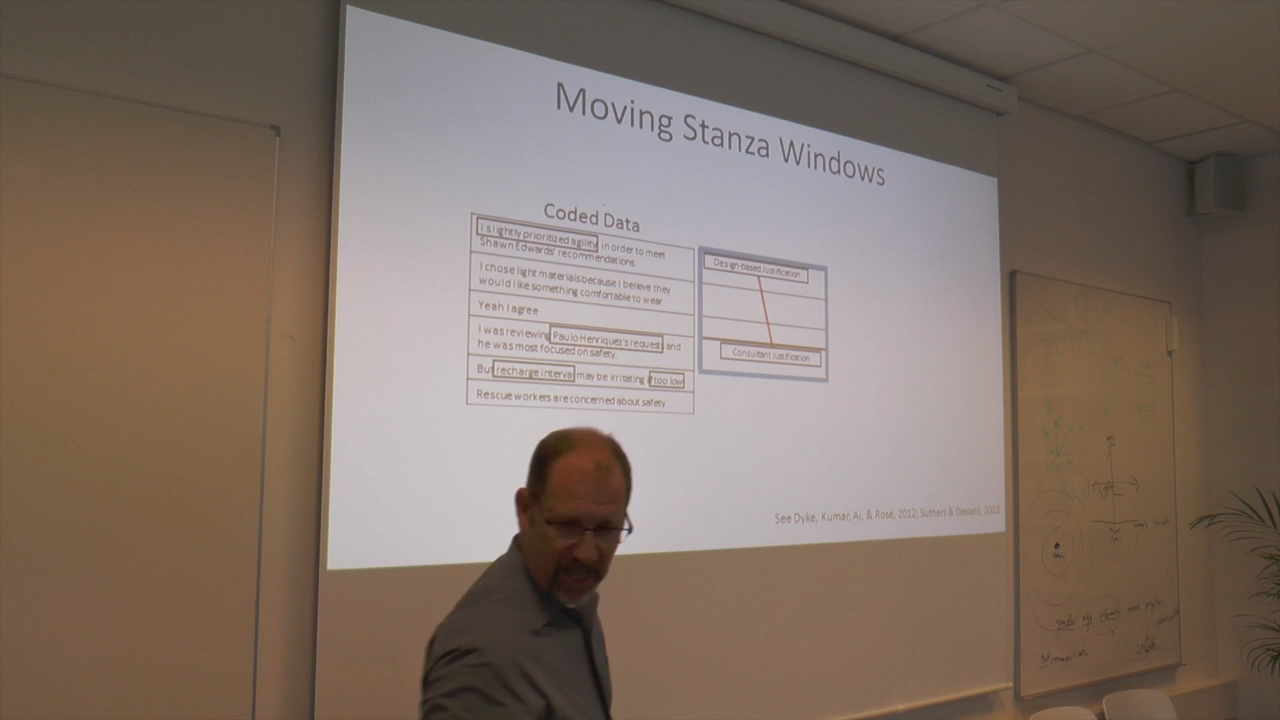 Moving Stanza Windows
Coded Data
I slightly prioritized agility in order to meet
Shawn Edwards' recommendations.
I chose light materials because I believe they
would like something comfortable to wear
Yeah I agree
I was reviewing Paulo Henriquez's request and
he was most focused on safety.
But recharge interval may be irritating if too low
Rescue workers are concerned about safety
Design-based Justification
Consultant Justification
See Dyke, Kumar, Ai, & Rosé, 2012; Suthers & Desiato, 2012